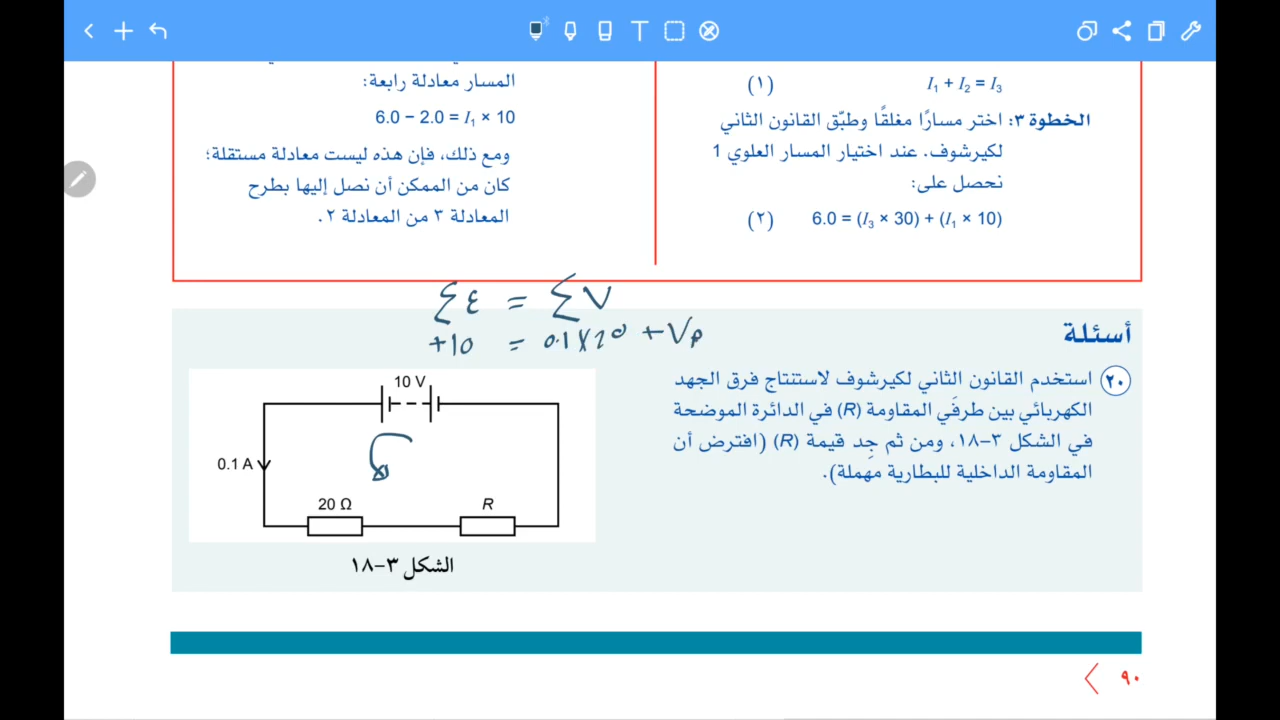 I₁ + I₂ = I₃ (١)
الخطوة ٣: اختر مسارًا مغلقًا وطبّق القانون الثاني
لكيرشوف. عند اختيار المسار العلوي 1
نحصل على:
6.0 = (I₃ × 30) + (I₁ × 10) (٢)
المسار معادلة رابعة:
6.0 − 2.0 = I₁ × 10
ومع ذلك، فإن هذه ليست معادلة مستقلة؛
كان من الممكن أن نصل إليها بطرح
المعادلة ٣ من المعادلة ٢.
Σε = ΣV
+10 = 0.1×20 + V_R
أسئلة
٢٠ استخدم القانون الثاني لكيرشوف لاستنتاج فرق الجهد
الكهربائي بين طرفَي المقاومة (R) في الدائرة الموضحة
في الشكل ٣-١٨، ومن ثم جِد قيمة (R) (افترض أن
المقاومة الداخلية للبطارية مهملة).
10 V
0.1 A
20 Ω
R
الشكل ٣-١٨
٩٠